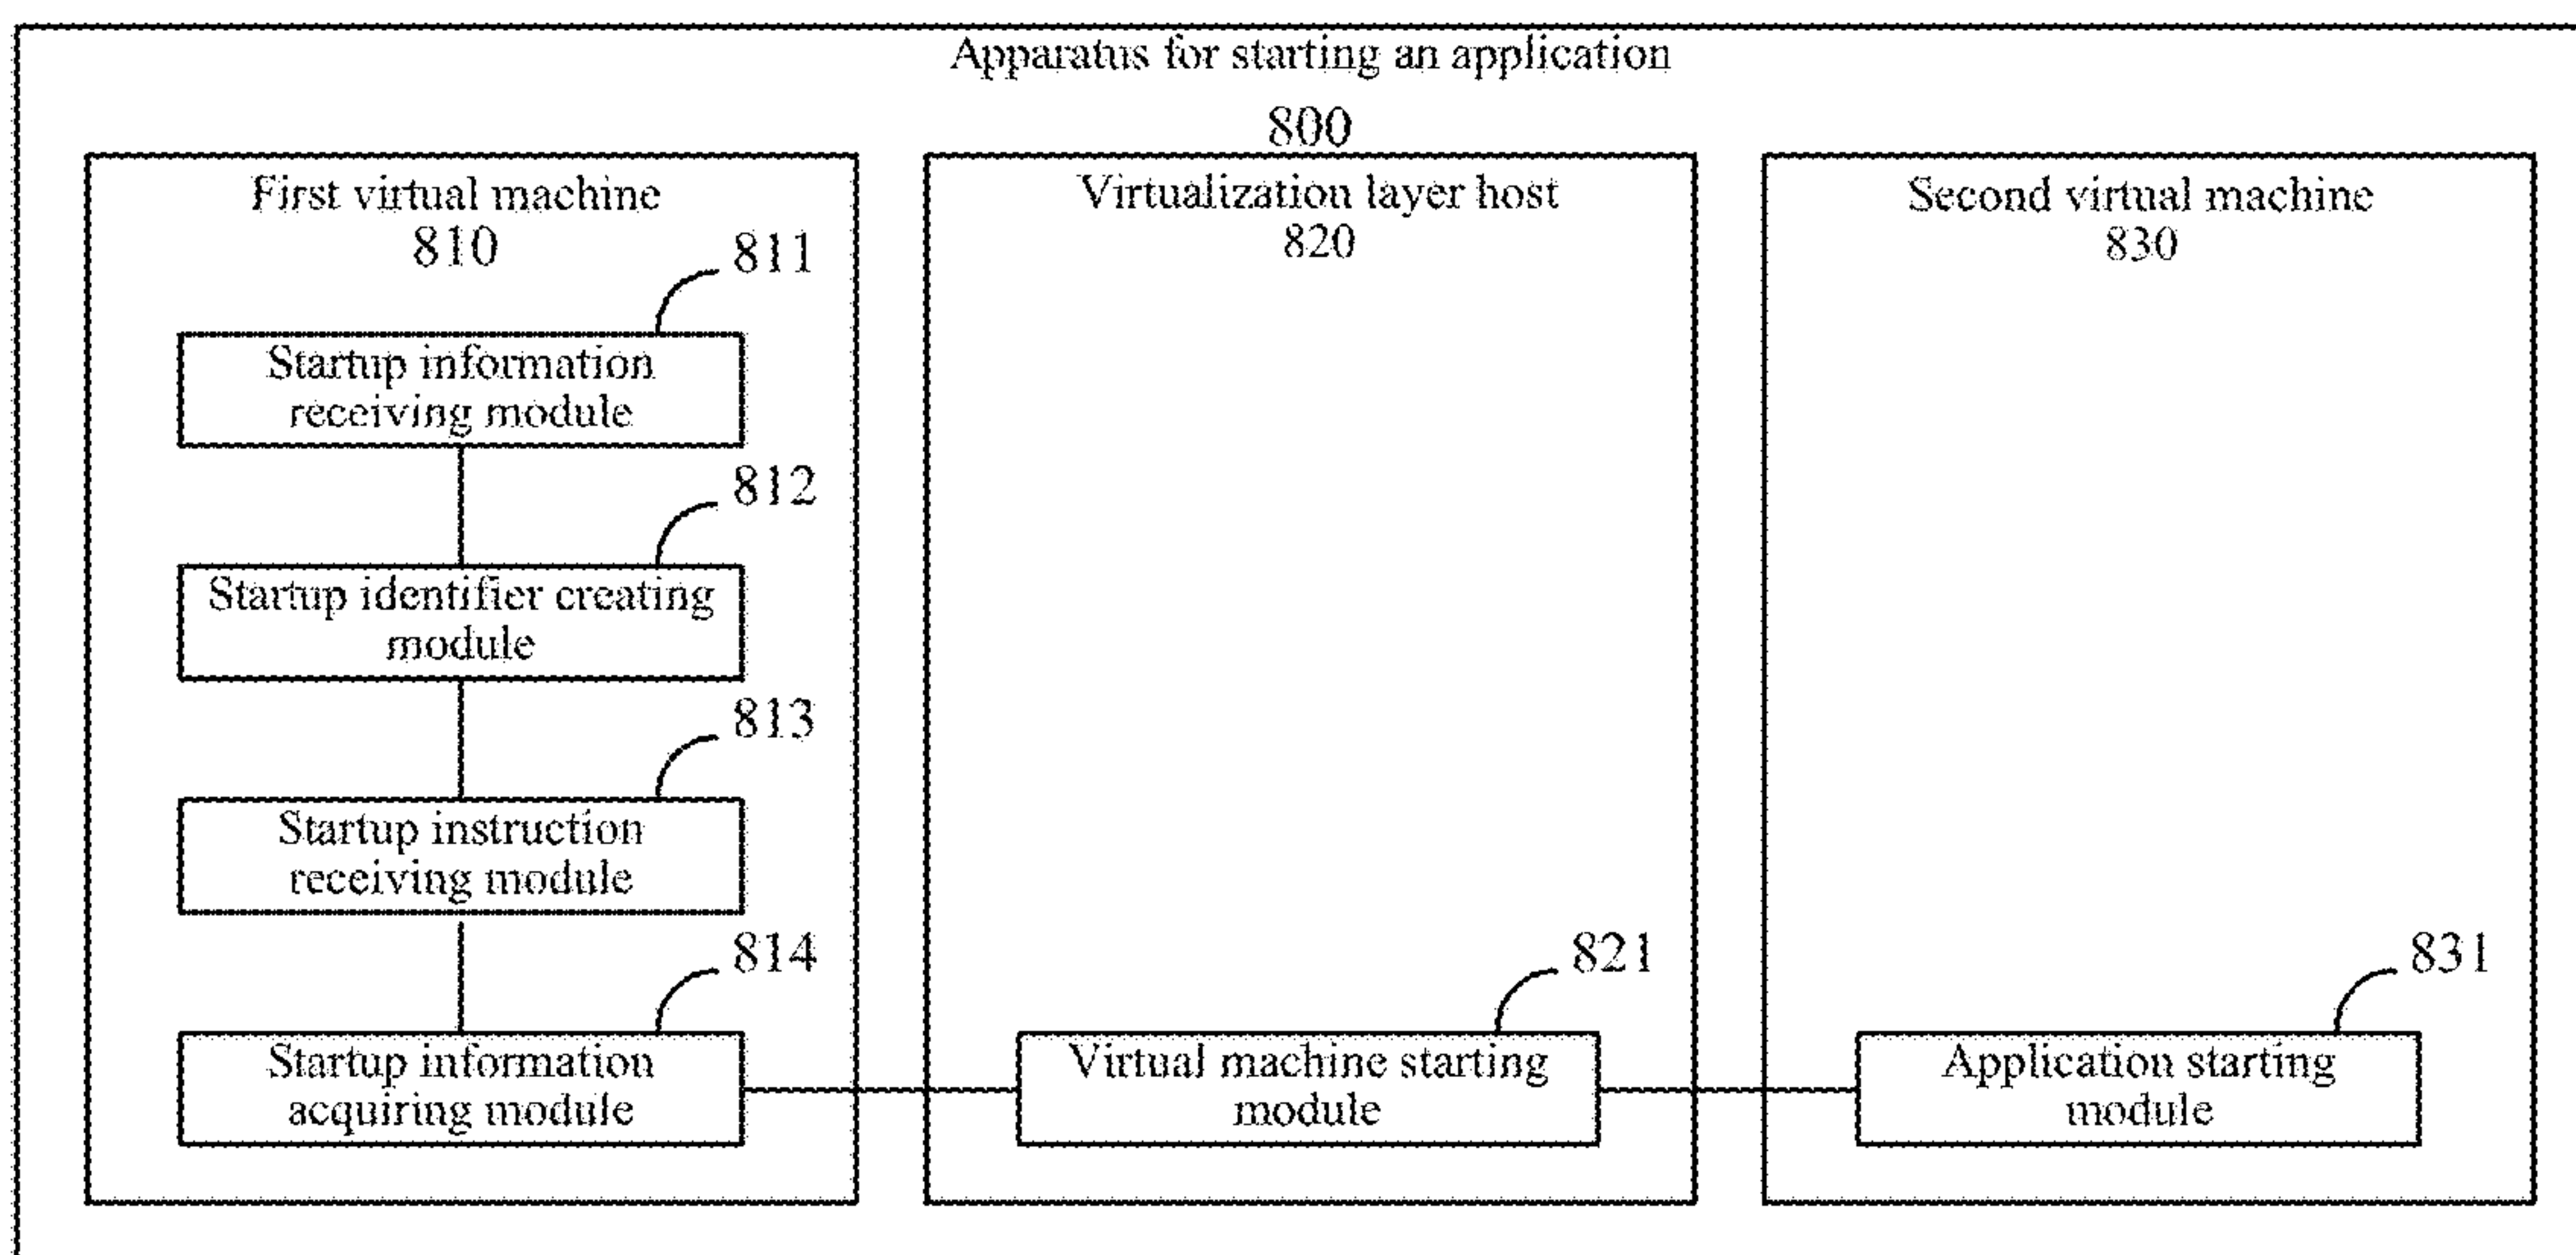 Apparatus for starting an application
800
First virtual machine
810
811
Startup information
receiving module
812
Startup identifier creating
module
813
Startup instruction
receiving module
814
Startup information
acquiring module
Virtualization layer host
820
821
Virtual machine starting
module
Second virtual machine
830
831
Application starting
module